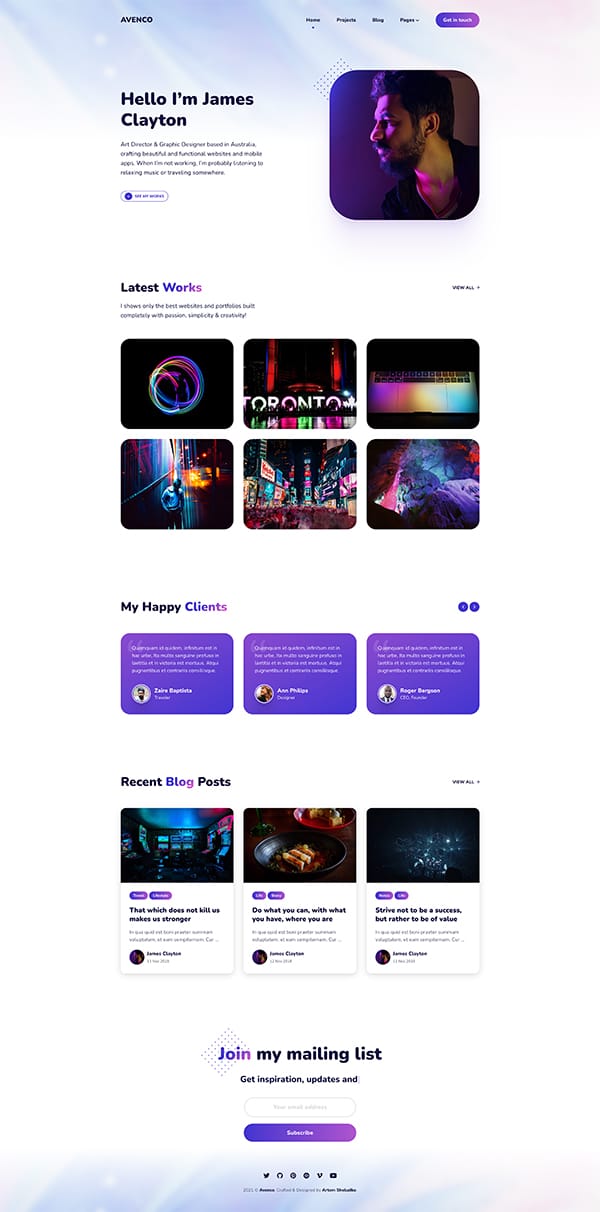 AVENCO
Home
Projects
Blog
Pages
Get in touch
Hello I'm James
Clayton
Art Director & Graphic Designer based in Australia,
crafting beautiful and functional websites and mobile
apps. When I'm not working, I'm probably listening to
relaxing music or traveling somewhere.
SEE MY WORKS
Latest Works
VIEW ALL
I shows only the best websites and portfolios built
completely with passion, simplicity & creativity!
TORONTO
My Happy Clients
Quamquam id quidem, infinitum est in
hac urbe. Ita multo sanguine profuso in
laetitia et in victoria est mortuus. Atqui
pugnantibus et contrariis consiliisque.
Zaire Baptista
Traveler
Quamquam id quidem, infinitum est in
hac urbe. Ita multo sanguine profuso in
laetitia et in victoria est mortuus. Atqui
pugnantibus et contrariis consiliisque.
Ann Philips
Designer
Quamquam id quidem, infinitum est in
hac urbe. Ita multo sanguine profuso in
laetitia et in victoria est mortuus. Atqui
pugnantibus et contrariis consiliisque.
Roger Bergson
CEO, Founder
Recent Blog Posts
VIEW ALL
Lifestyle
That which does not kill us
makes us stronger
In quo quid est boni praeter summam
voluptatem, et eam sempiternam. Cur ...
James Clayton
Life
Do what you can, with what
you have, where you are
In quo quid est boni praeter summam
voluptatem, et eam sempiternam. Cur ...
James Clayton
12 Nov 2018
Life
Strive not to be a success,
but rather to be of value
In quo quid est boni praeter summam
voluptatem, et eam sempiternam. Cur ...
James Clayton
12 Nov 2018
Join my mailing list
Get inspiration, updates and
Your email address
Subscribe
2021 © Avenco. Crafted & Designed by Artem Shebalko